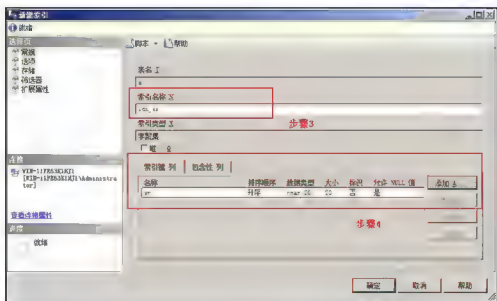 新建索引
就绪
选择页
常规
选项
存储
筛选器
扩展属性
脚本 帮助
表名
索引名称
索引类型
非聚集
步骤3
索引键 列 包含性 列
名称 排序顺序 数据类型 大小 标识 允许 NULL 值
升序 否 是
添加
步骤4
连接
查看连接属性
进度
就绪
确定 取消 帮助